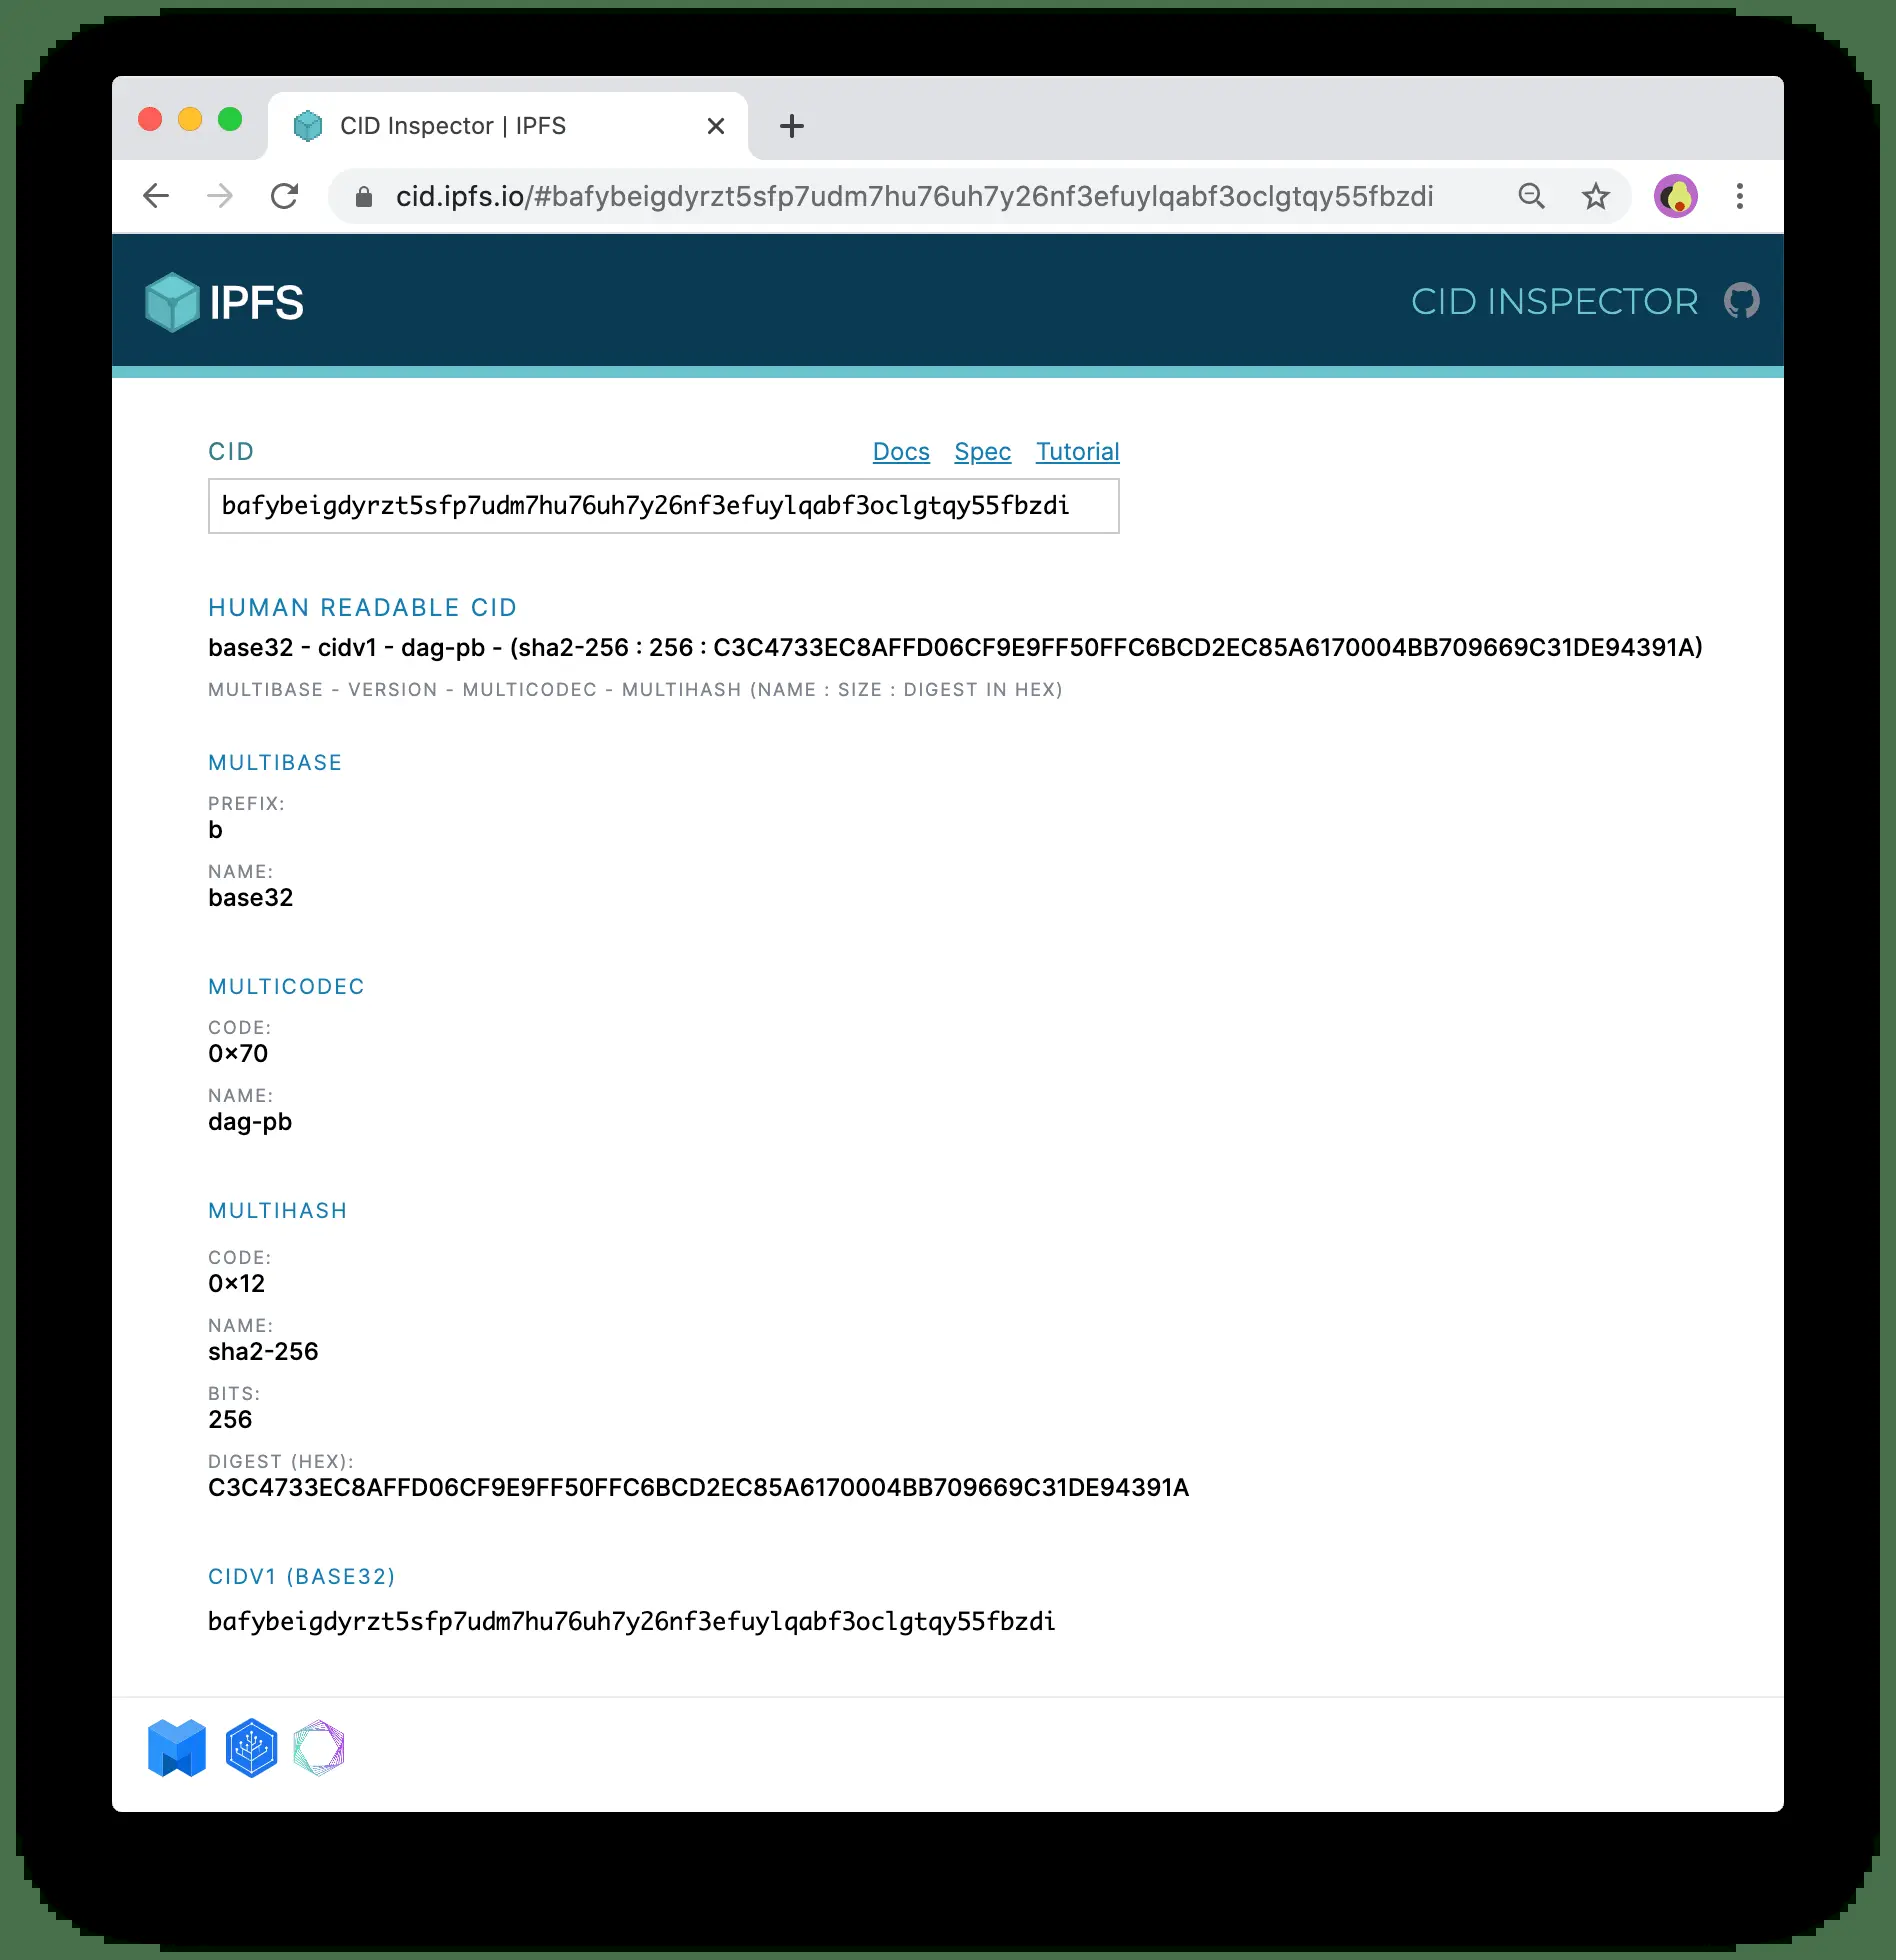 CID Inspector | IPFS
cid.ipfs.io/#bafybeigdyrzt5sfp7udm7hu76uh7y26nf3efuylqabf3oclgtqy55fbzdi
IPFS
CID INSPECTOR
CID Docs Spec Tutorial
bafybeigdyrzt5sfp7udm7hu76uh7y26nf3efuylqabf3oclgtqy55fbzdi
HUMAN READABLE CID
base32 - cidv1 - dag-pb - (sha2-256 : 256 : C3C4733EC8AFFD06CF9E9FF50FFC6BCD2EC85A6170004BB709669C31DE94391A)
MULTIBASE - VERSION - MULTICODEC - MULTIHASH (NAME : SIZE : DIGEST IN HEX)
MULTIBASE
PREFIX:
b
NAME:
base32
MULTICODEC
CODE:
0×70
NAME:
dag-pb
MULTIHASH
CODE:
0×12
NAME:
sha2-256
BITS:
256
DIGEST (HEX):
C3C4733EC8AFFD06CF9E9FF50FFC6BCD2EC85A6170004BB709669C31DE94391A
CIDV1 (BASE32)
bafybeigdyrzt5sfp7udm7hu76uh7y26nf3efuylqabf3oclgtqy55fbzdi